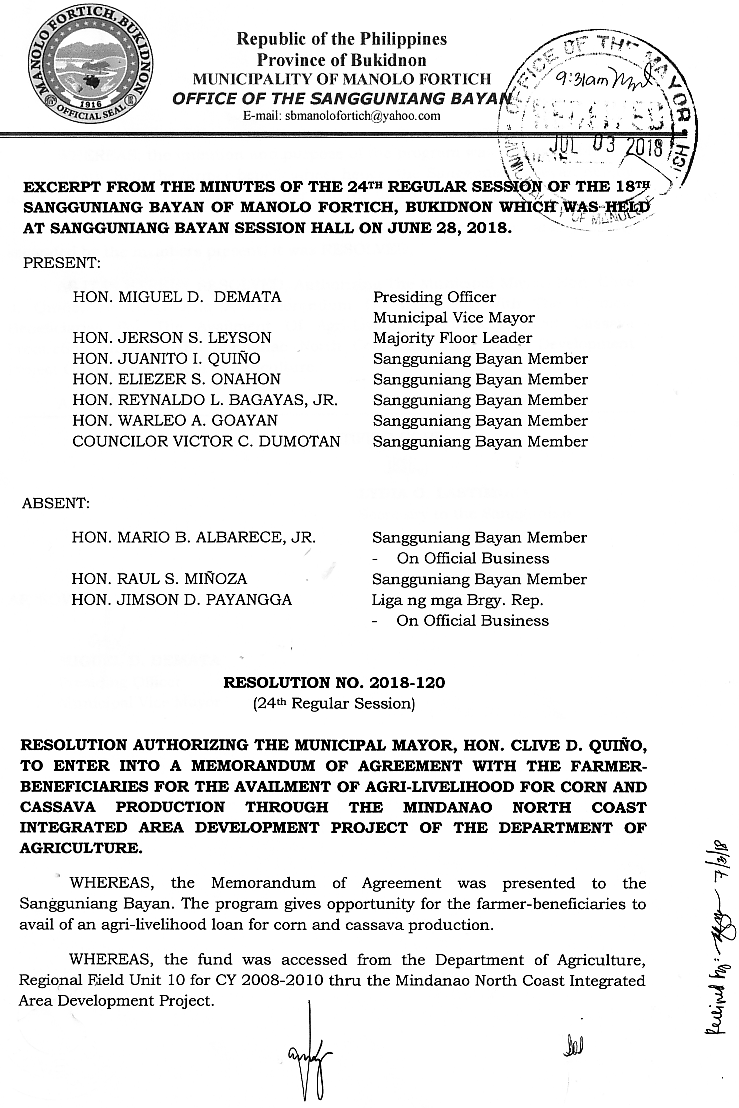 MANOLO FORTICH, BUKIDNON
1916
OFFICIAL SEAL
Republic of the Philippines
Province of Bukidnon
MUNICIPALITY OF MANOLO FORTICH
OFFICE OF THE SANGGUNIANG BAYAN
E-mail: sbmanolofortich@yahoo.com
OFFICE OF THE MAYOR
9:31am
JUL 03 2018
EXCERPT FROM THE MINUTES OF THE 24TH REGULAR SESSION OF THE 18TH
SANGGUNIANG BAYAN OF MANOLO FORTICH, BUKIDNON WHICH WAS HELD
AT SANGGUNIANG BAYAN SESSION HALL ON JUNE 28, 2018.
PRESENT:
HON. MIGUEL D. DEMATA Presiding Officer
Municipal Vice Mayor
HON. JERSON S. LEYSON Majority Floor Leader
HON. JUANITO I. QUIÑO Sangguniang Bayan Member
HON. ELIEZER S. ONAHON Sangguniang Bayan Member
HON. REYNALDO L. BAGAYAS, JR. Sangguniang Bayan Member
HON. WARLEO A. GOAYAN Sangguniang Bayan Member
COUNCILOR VICTOR C. DUMOTAN Sangguniang Bayan Member
ABSENT:
HON. MARIO B. ALBARECE, JR. Sangguniang Bayan Member
- On Official Business
HON. RAUL S. MIÑOZA Sangguniang Bayan Member
HON. JIMSON D. PAYANGGA Liga ng mga Brgy. Rep.
- On Official Business
RESOLUTION NO. 2018-120
(24th Regular Session)
RESOLUTION AUTHORIZING THE MUNICIPAL MAYOR, HON. CLIVE D. QUIÑO,
TO ENTER INTO A MEMORANDUM OF AGREEMENT WITH THE FARMER-
BENEFICIARIES FOR THE AVAILMENT OF AGRI-LIVELIHOOD FOR CORN AND
CASSAVA PRODUCTION THROUGH THE MINDANAO NORTH COAST
INTEGRATED AREA DEVELOPMENT PROJECT OF THE DEPARTMENT OF
AGRICULTURE.
WHEREAS, the Memorandum of Agreement was presented to the
Sangguniang Bayan. The program gives opportunity for the farmer-beneficiaries to
avail of an agri-livelihood loan for corn and cassava production.
WHEREAS, the fund was accessed from the Department of Agriculture,
Regional Field Unit 10 for CY 2008-2010 thru the Mindanao North Coast Integrated
Area Development Project.
Received by: 7/3/18